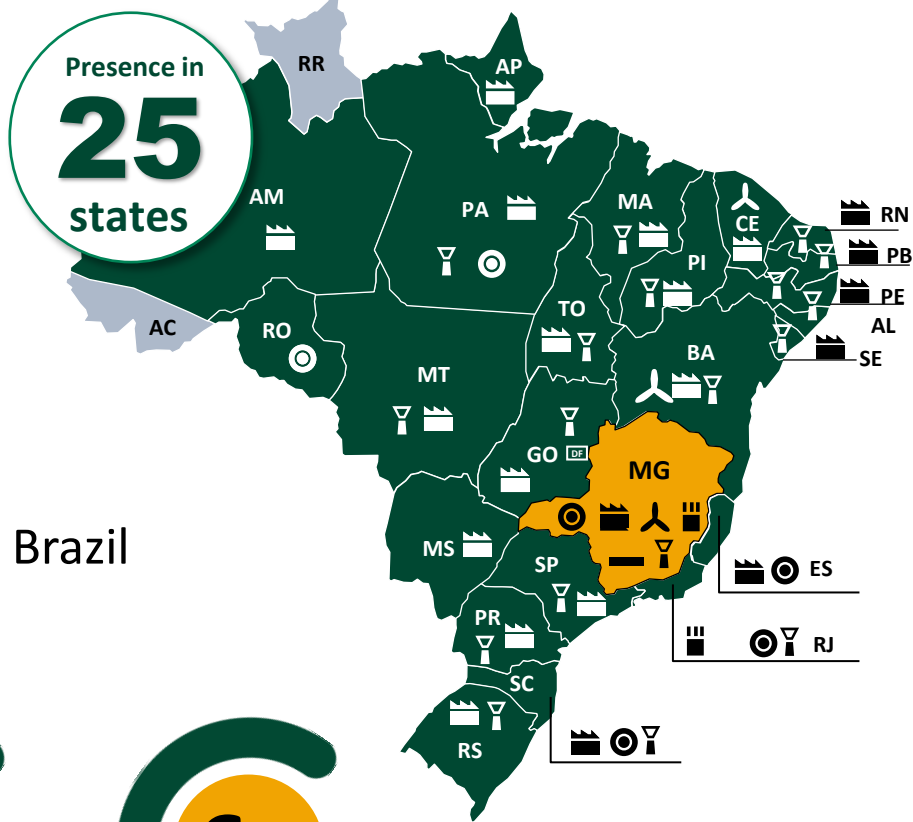 Presence in
25
states
RR
AP
AM
PA
MA
CE
RN
PB
PI
PE
AL
SE
AC
RO
TO
BA
MT
GO
DF
MG
Brazil
MS
SP
ES
PR
RJ
SC
RS